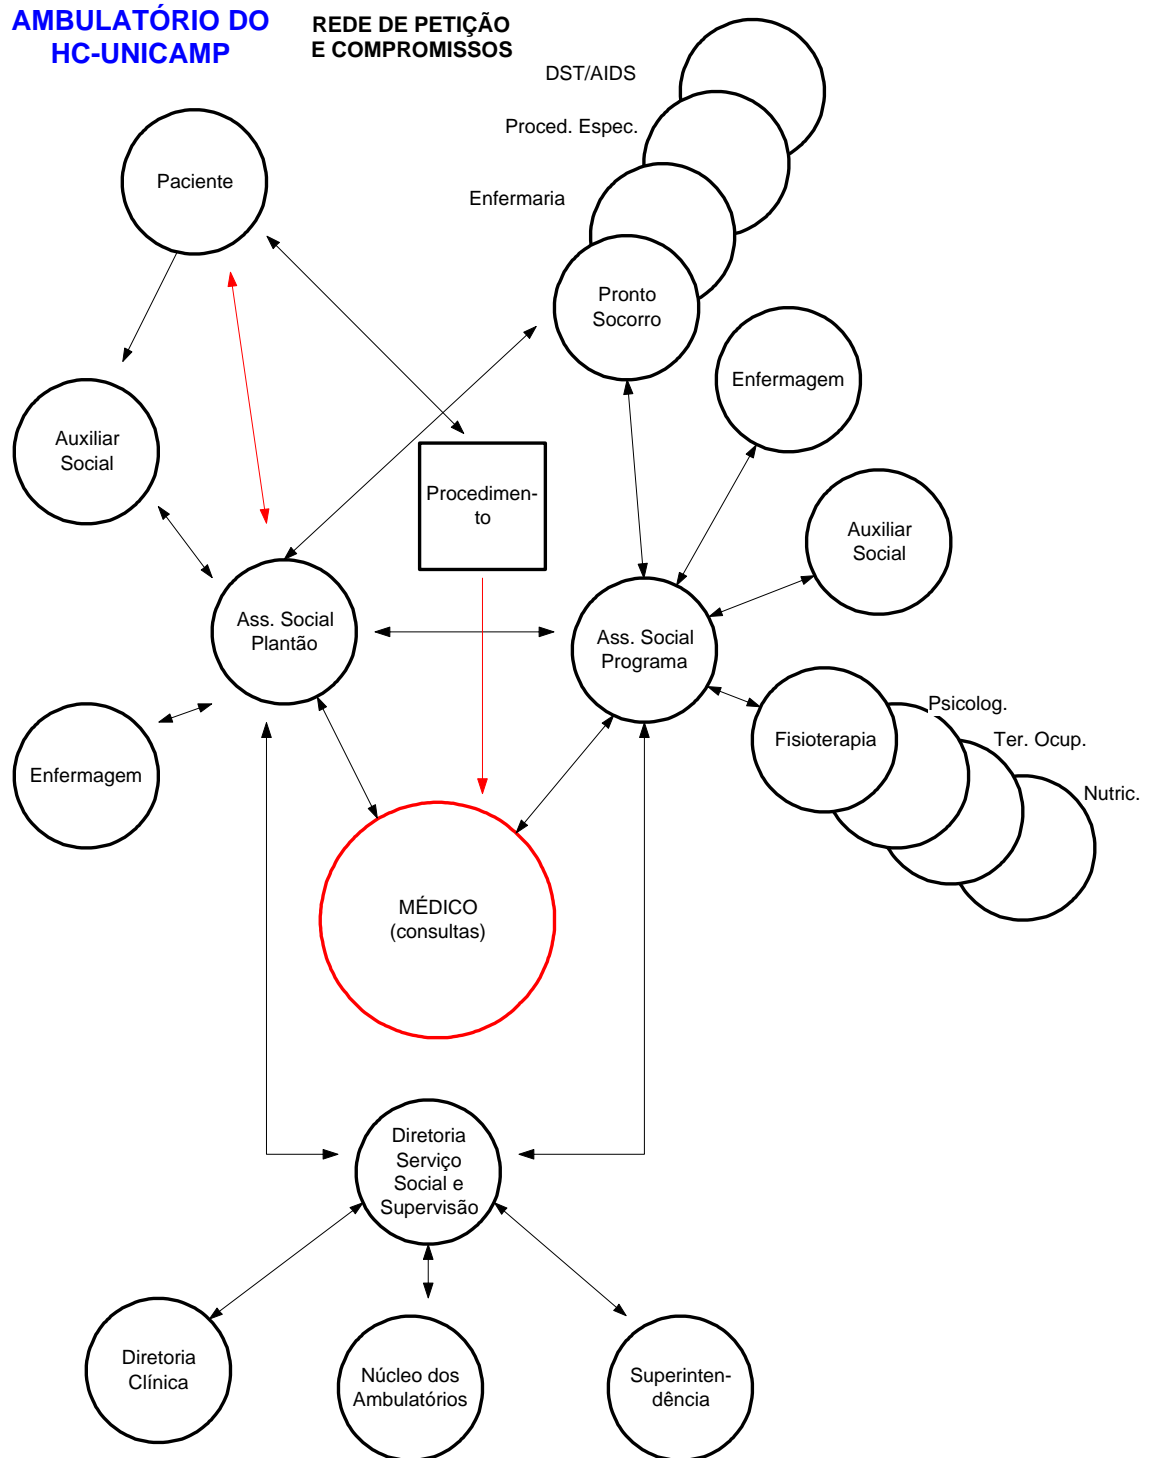 AMBULATÓRIO DO
HC-UNICAMP
REDE DE PETIÇÃO
E COMPROMISSOS
DST/AIDS
Proced. Espec.
Paciente
Enfermaria
Pronto
Socorro
Enfermagem
Auxiliar
Social
Procedimen-
to
Auxiliar
Social
Ass. Social
Plantão
Ass. Social
Programa
Psicolog.
Fisioterapia
Ter. Ocup.
Enfermagem
Nutric.
MÉDICO
(consultas)
Diretoria
Serviço
Social e
Supervisão
Diretoria
Clínica
Núcleo dos
Ambulatórios
Superinten-
dência